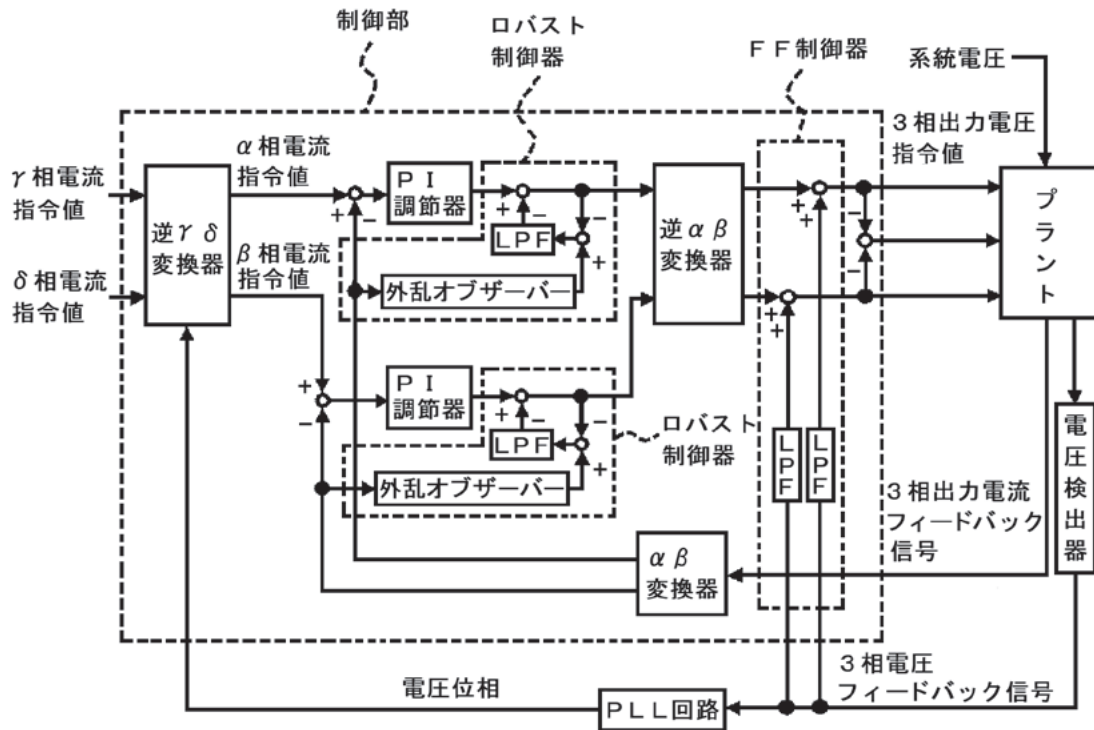 制御部
ロバスト
制御器
ＦＦ制御器
系統電圧
3相出力電圧
指令値
γ相電流
指令値
δ相電流
指令値
逆γδ
変換器
α相電流
指令値
β相電流
指令値
＋
−
ＰＩ
調節器
＋
−
ＬＰＦ
−
＋
外乱オブザーバー
逆αβ
変換器
＋
＋
＋
＋
−
−
プラント
＋
−
ＰＩ
調節器
＋
−
ＬＰＦ
−
＋
外乱オブザーバー
ロバスト
制御器
ＬＰＦ
ＬＰＦ
3相出力電流
フィードバック
信号
電圧検出器
αβ
変換器
電圧位相
ＰＬＬ回路
3相電圧
フィードバック信号